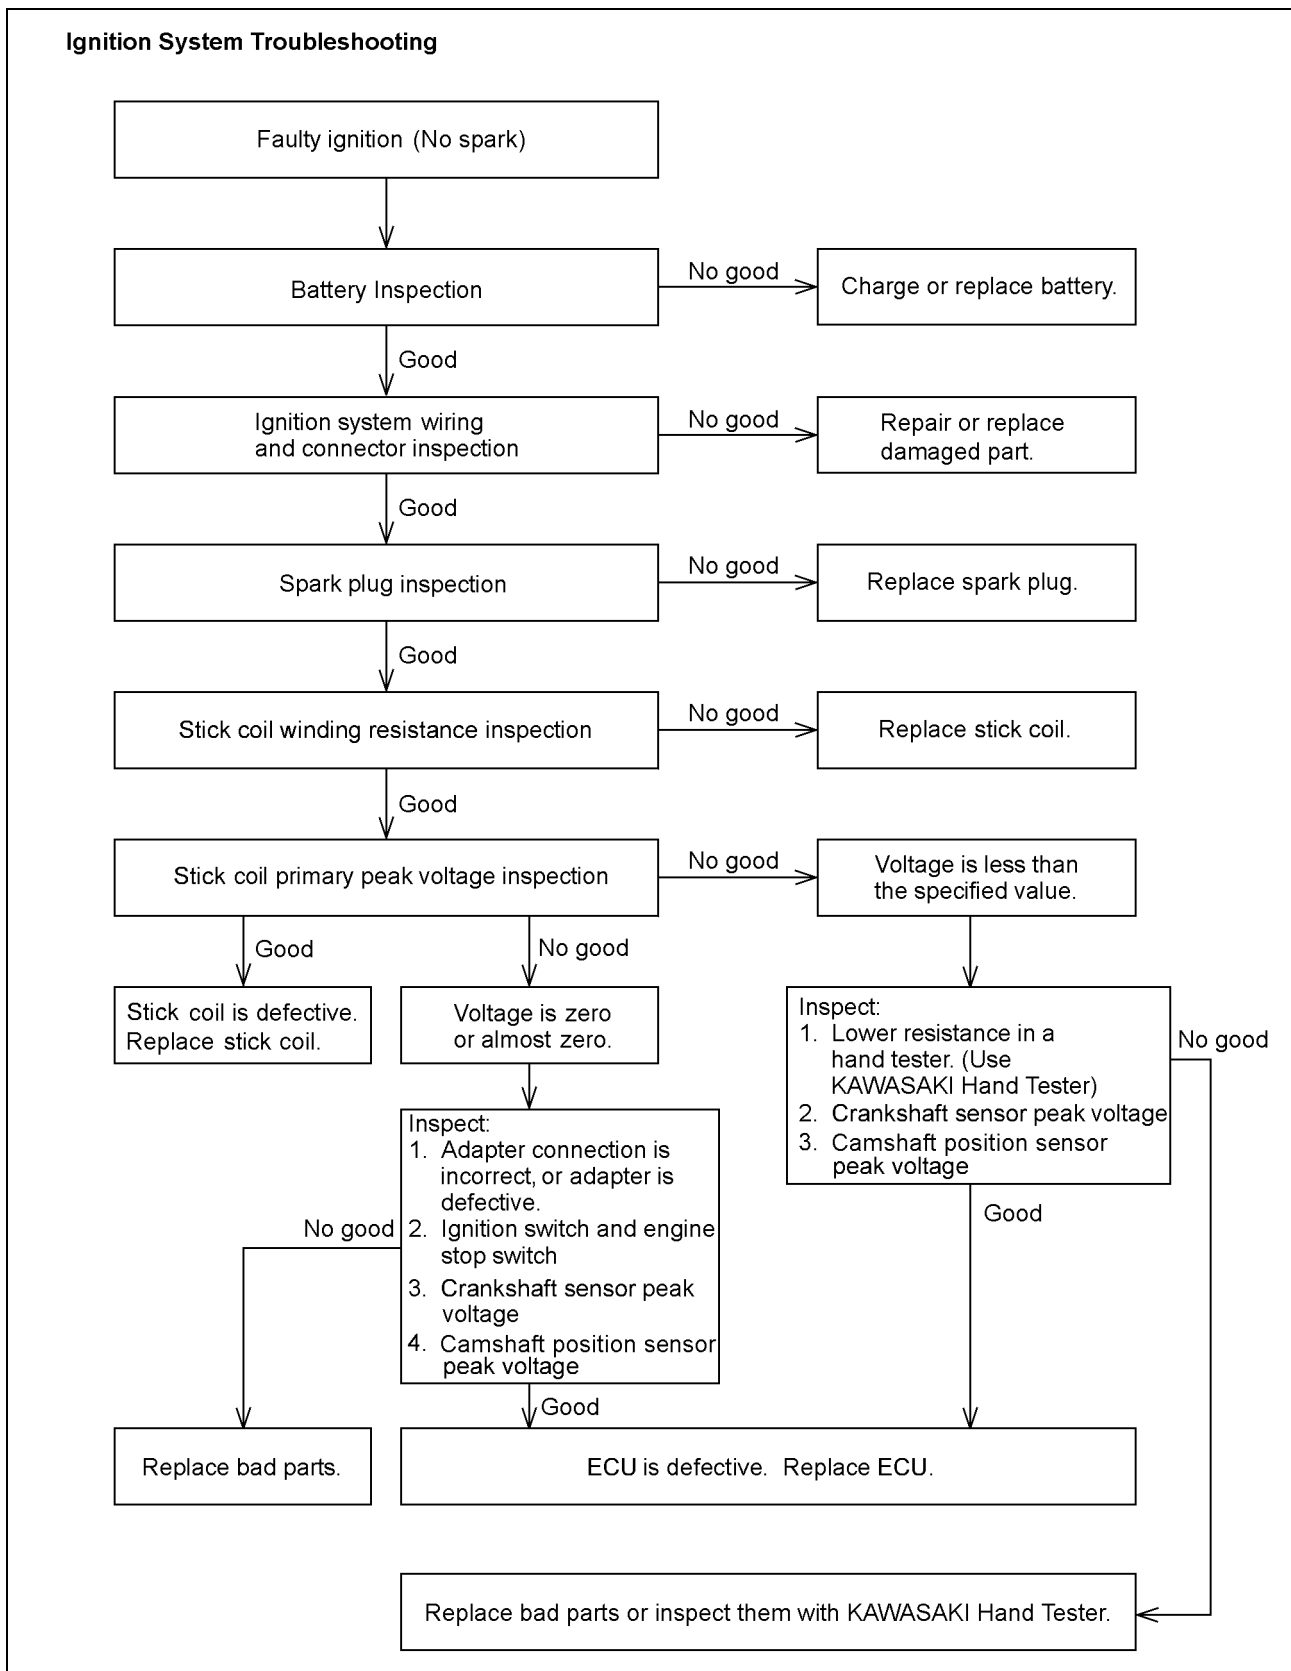 Ignition System Troubleshooting
Faulty ignition (No spark)
Battery Inspection
No good
Charge or replace battery.
Good
Ignition system wiring
and connector inspection
No good
Repair or replace
damaged part.
Good
Spark plug inspection
No good
Replace spark plug.
Good
Stick coil winding resistance inspection
No good
Replace stick coil.
Good
Stick coil primary peak voltage inspection
No good
Voltage is less than
the specified value.
Good
No good
Stick coil is defective.
Replace stick coil.
Voltage is zero
or almost zero.
Inspect:
1. Lower resistance in a
hand tester. (Use
KAWASAKI Hand Tester)
2. Crankshaft sensor peak voltage
3. Camshaft position sensor
peak voltage
No good
Good
Inspect:
1. Adapter connection is
incorrect, or adapter is
defective.
2. Ignition switch and engine
stop switch
3. Crankshaft sensor peak
voltage
4. Camshaft position sensor
peak voltage
No good
Good
Replace bad parts.
ECU is defective. Replace ECU.
Replace bad parts or inspect them with KAWASAKI Hand Tester.